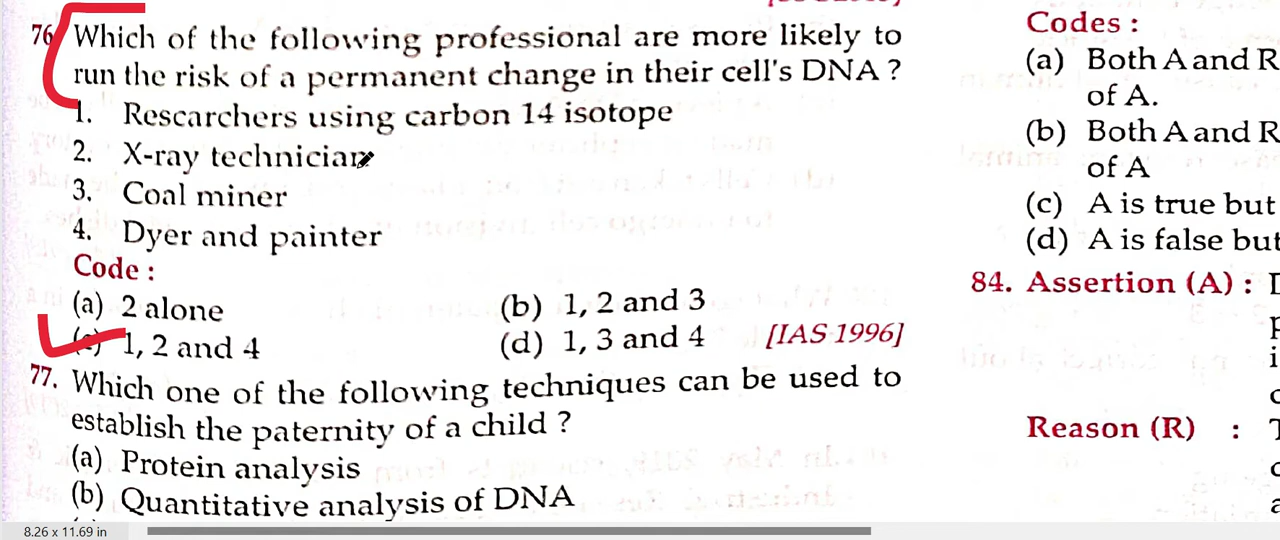 76. Which of the following professional are more likely to
run the risk of a permanent change in their cell's DNA ?
1. Rescarchers using carbon 14 isotope
2. X-ray technician
3. Coal miner
4. Dyer and painter
Code :
(a) 2 alone
(b) 1, 2 and 3
(c) 1, 2 and 4
(d) 1, 3 and 4 [IAS 1996]
77. Which one of the following techniques can be used to
establish the paternity of a child ?
(a) Protein analysis
(b) Quantitative analysis of DNA
Codes :
(a) Both A and R
of A.
(b) Both A and R
of A
(c) A is true but
(d) A is false but
84. Assertion (A) :
Reason (R) :
8.26 x 11.69 in